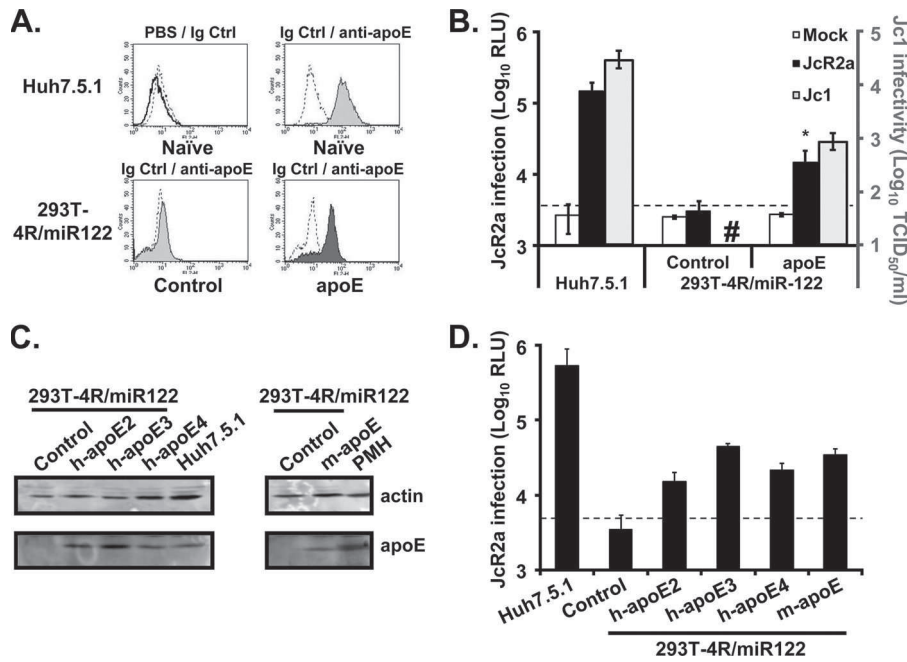 A.
PBS / Ig Ctrl
Ig Ctrl / anti-apoE
Huh7.5.1
Counts
Counts
Naïve
Naïve
Ig Ctrl / anti-apoE
Ig Ctrl / anti-apoE
293T-
4R/miR122
Counts
Counts
Control
apoE
B.
JcR2a infection (Log10 RLU)
6
5
4
3
Mock
JcR2a
Jc1
*
#
5
4
3
2
1
Jc1 infectivity (Log10 TCID50/ml)
Control
apoE
Huh7.5.1
293T-4R/miR-122
C.
293T-4R/miR122
293T-4R/miR122
Control
h-apoE2
h-apoE3
h-apoE4
Huh7.5.1
Control
m-apoE
PMH
actin
apoE
D.
JcR2a infection (Log10 RLU)
6
5
4
3
Huh7.5.1
Control
h-apoE2
h-apoE3
h-apoE4
m-apoE
293T-4R/miR122